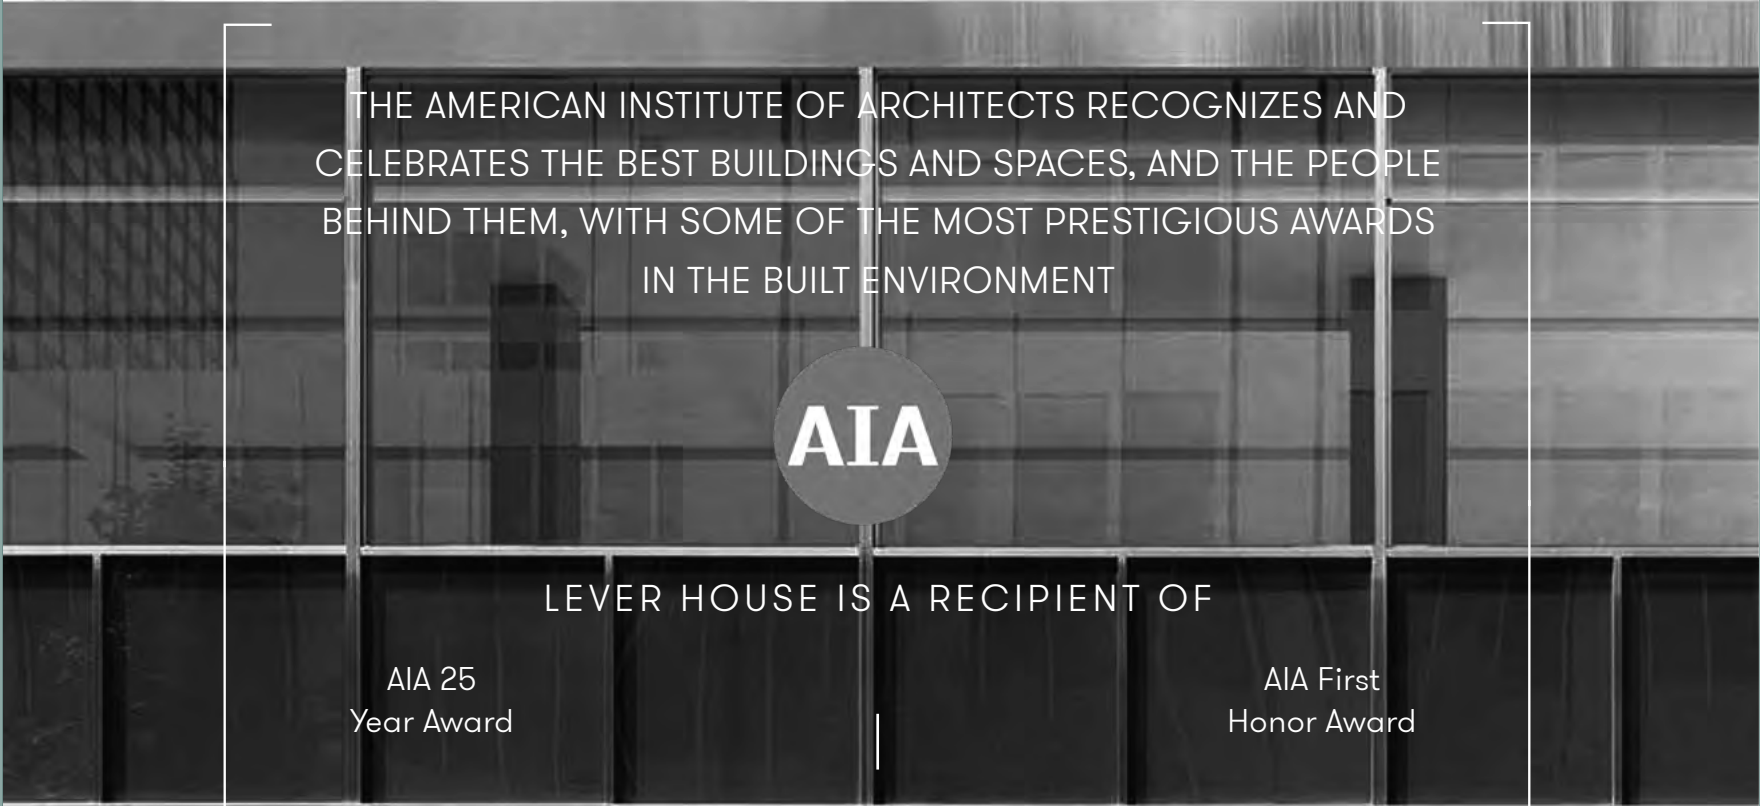 THE AMERICAN INSTITUTE OF ARCHITECTS RECOGNIZES AND
CELEBRATES THE BEST BUILDINGS AND SPACES, AND THE PEOPLE
BEHIND THEM, WITH SOME OF THE MOST PRESTIGIOUS AWARDS
IN THE BUILT ENVIRONMENT
AIA
LEVER HOUSE IS A RECIPIENT OF
AIA 25
Year Award
AIA First
Honor Award